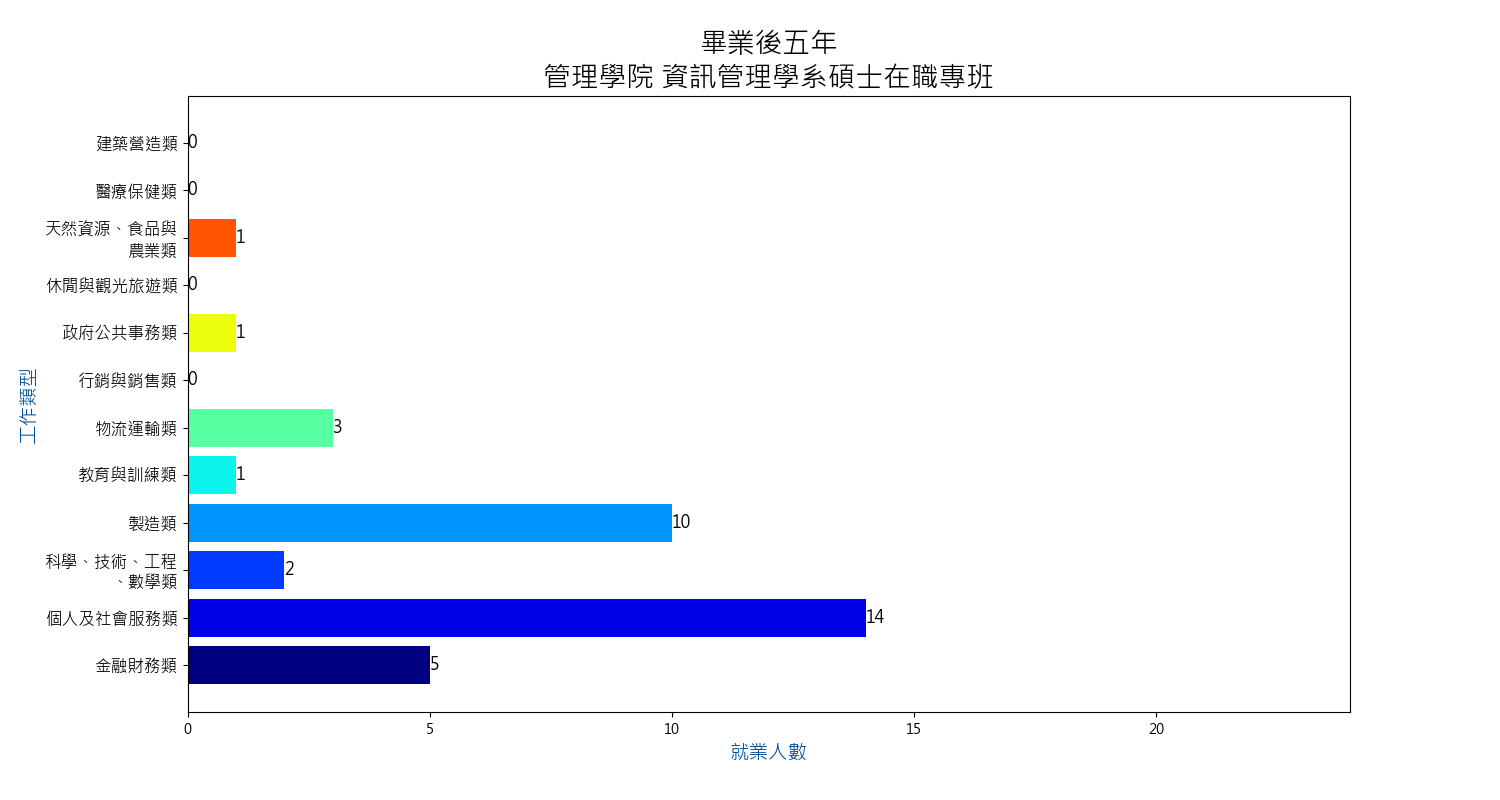 畢業後五年
管理學院 資訊管理學系碩士在職專班
建築營造類 0
醫療保健類 0
天然資源、食品與
農業類 1
休閒與觀光旅遊類 0
政府公共事務類 1
行銷與銷售類 0
物流運輸類 3
教育與訓練類 1
製造類 10
科學、技術、工程
、數學類 2
個人及社會服務類 14
金融財務類 5
工作類型
0 5 10 15 20
就業人數